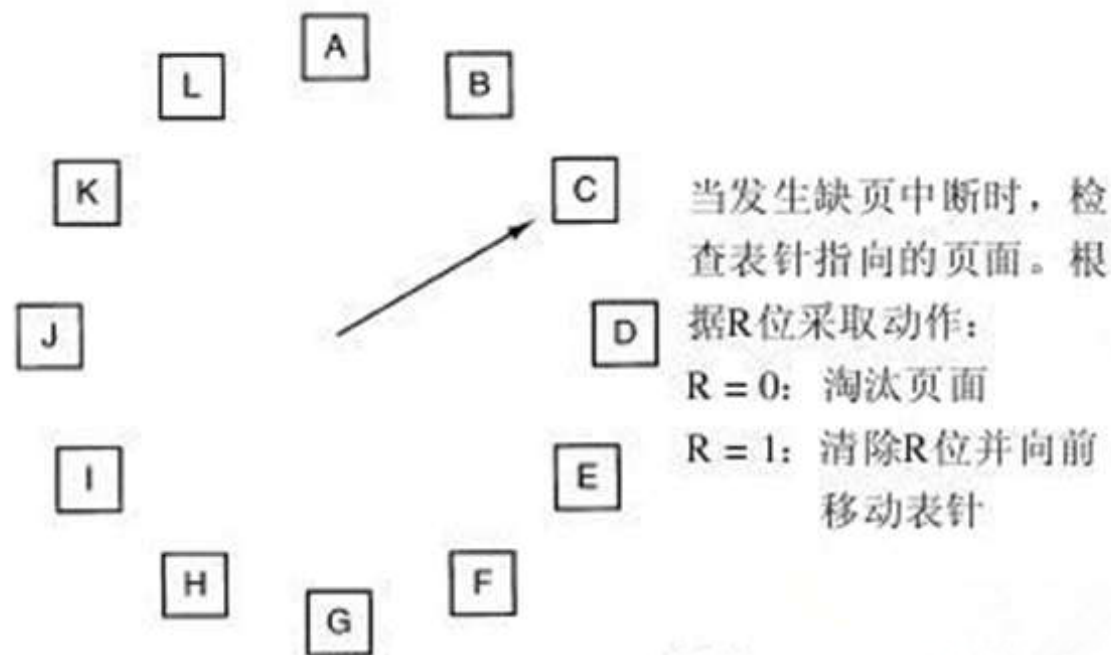 A
L
B
K
C
J
D
I
E
H
F
G
当发生缺页中断时，检
查表针指向的页面。根
据R位采取动作：
R = 0：淘汰页面
R = 1：清除R位并向前
移动表针